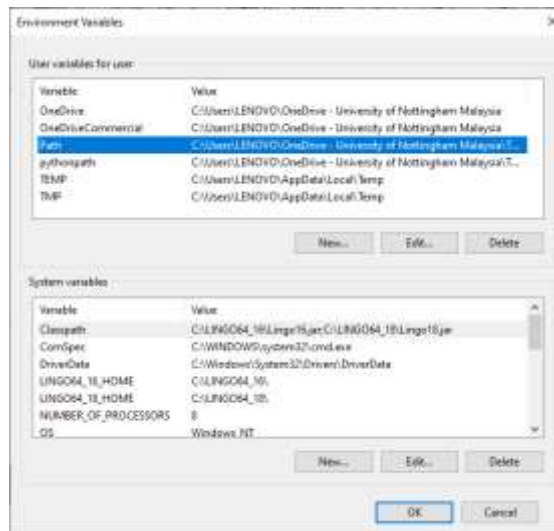 Environment Variables
User variables for user
Variable Value
OneDrive C:\Users\LENOVO\OneDrive - University of Nottingham Malaysia
OneDriveCommercial C:\Users\LENOVO\OneDrive - University of Nottingham Malaysia
Path C:\Users\LENOVO\OneDrive - University of Nottingham Malaysia\T...
pythonpath C:\Users\LENOVO\OneDrive - University of Nottingham Malaysia\T...
TEMP C:\Users\LENOVO\AppData\Local\Temp
TMP C:\Users\LENOVO\AppData\Local\Temp
New... Edit... Delete
System variables
Variable Value
Classpath C:\LINGO64_16\Lingo16.jar;C:\LINGO64_18\Lingo18.jar
ComSpec C:\WINDOWS\system32\cmd.exe
DriverData C:\Windows\System32\Drivers\DriverData
LINGO64_16_HOME C:\LINGO64_16\
LINGO64_18_HOME C:\LINGO64_18\
NUMBER_OF_PROCESSORS 8
OS Windows_NT
New... Edit... Delete
OK Cancel